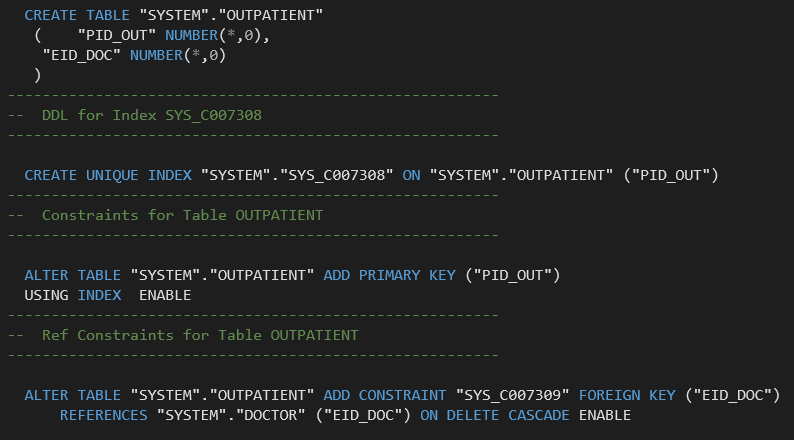 CREATE TABLE "SYSTEM"."OUTPATIENT"
(    "PID_OUT" NUMBER(*,0),
"EID_DOC" NUMBER(*,0)
)
--------------------------------------------------------
--  DDL for Index SYS_C007308
--------------------------------------------------------
CREATE UNIQUE INDEX "SYSTEM"."SYS_C007308" ON "SYSTEM"."OUTPATIENT" ("PID_OUT")
--------------------------------------------------------
--  Constraints for Table OUTPATIENT
--------------------------------------------------------
ALTER TABLE "SYSTEM"."OUTPATIENT" ADD PRIMARY KEY ("PID_OUT")
USING INDEX  ENABLE
--------------------------------------------------------
--  Ref Constraints for Table OUTPATIENT
--------------------------------------------------------
ALTER TABLE "SYSTEM"."OUTPATIENT" ADD CONSTRAINT "SYS_C007309" FOREIGN KEY ("EID_DOC")
REFERENCES "SYSTEM"."DOCTOR" ("EID_DOC") ON DELETE CASCADE ENABLE